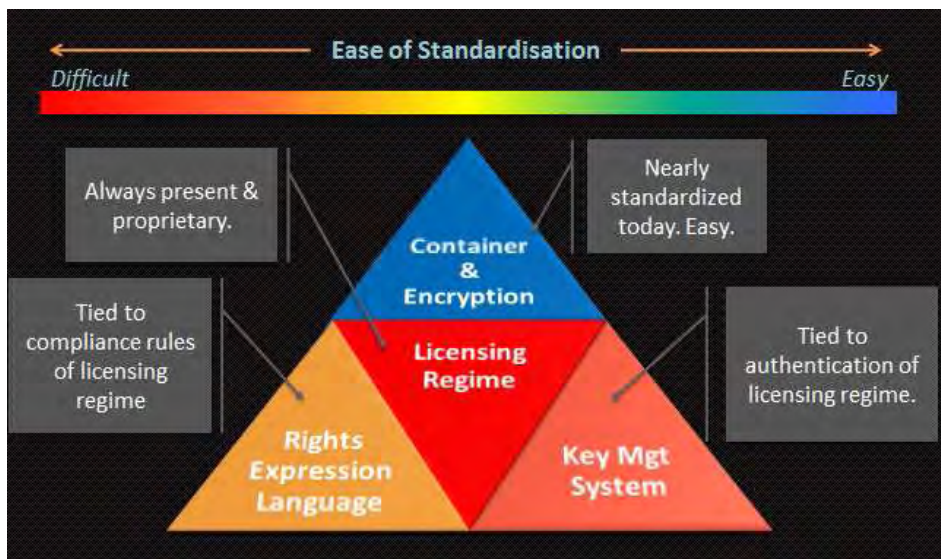 Ease of Standardisation
Difficult
Easy
Always present &
proprietary.
Nearly
standardized
today. Easy.
Container
&
Encryption
Tied to
compliance rules
of licensing
regime
Licensing
Regime
Tied to
authentication of
licensing regime.
Rights
Expression
Language
Key Mgt
System